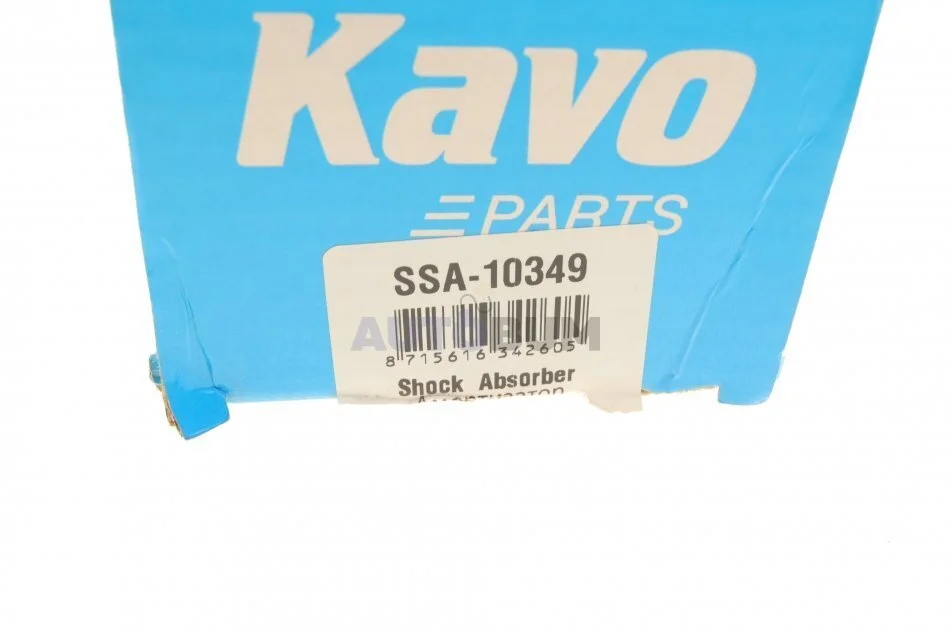 Kavo
PARTS
SSA-10349
8 715616 342605
Shock Absorber